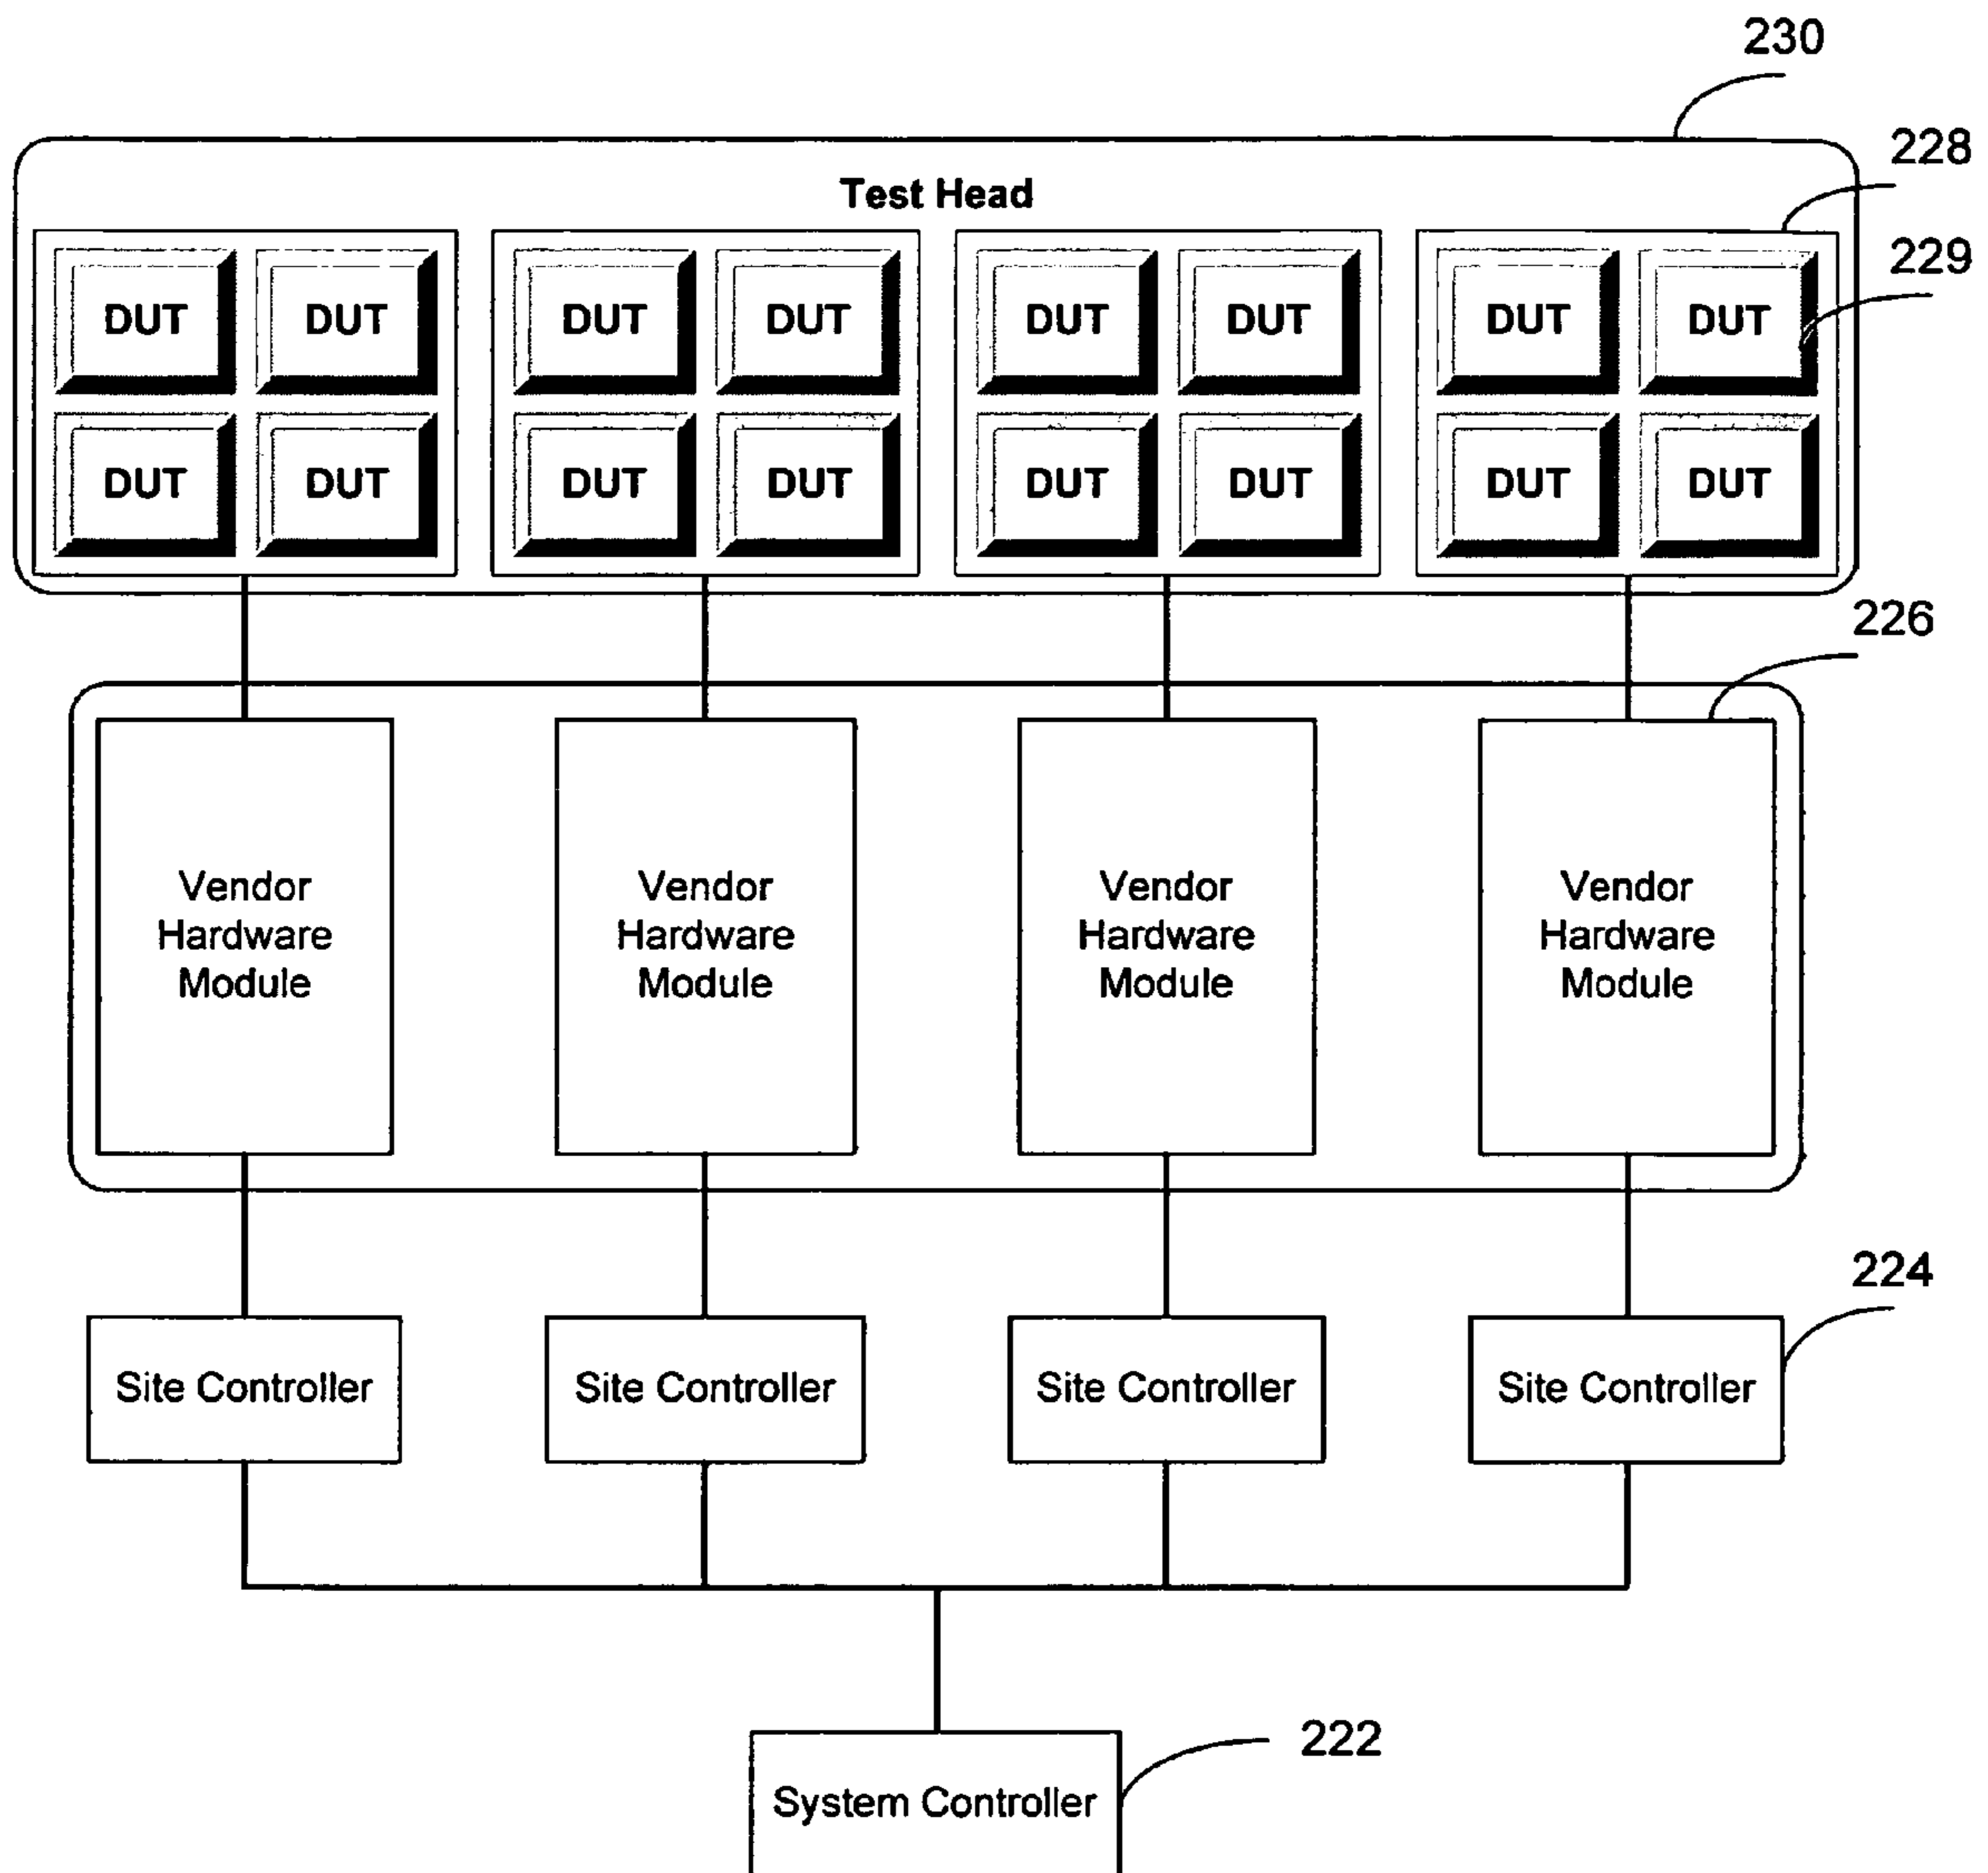 230
228
Test Head
229
DUT DUT DUT DUT DUT DUT DUT DUT
DUT DUT DUT DUT DUT DUT DUT DUT
226
Vendor Vendor Vendor Vendor
Hardware Hardware Hardware Hardware
Module Module Module Module
224
Site Controller Site Controller Site Controller Site Controller
222
System Controller